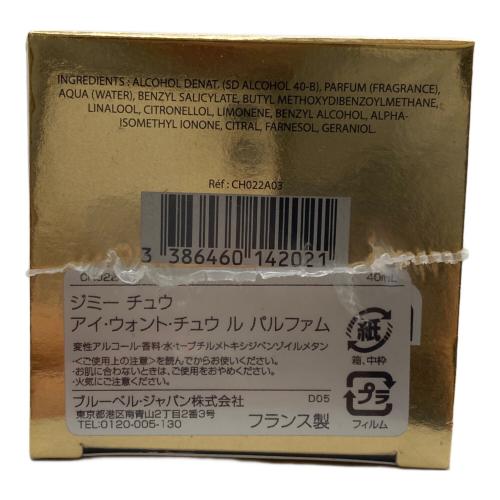 INGREDIENTS : ALCOHOL DENAT. (SD ALCOHOL 40-B), PARFUM (FRAGRANCE),
AQUA (WATER), BENZYL SALICYLATE, BUTYL METHOXYDIBENZOYLMETHANE,
LINALOOL, CITRONELLOL, LIMONENE, BENZYL ALCOHOL, ALPHA-
ISOMETHYL IONONE, CITRAL, FARNESOL, GERANIOL.
Réf : CH022A03
3 386460 142021
40mL
ジミー チュウ
アイ・ウォント・チュウ ル パルファム
変性アルコール・香料・水・t-ブチルメトキシジベンゾイルメタン
<ご使用上の注意>を読んでからお使いください。
・お肌に合わないときは、ご使用をおやめください。
・火気にご注意ください。
ブルーベル・ジャパン株式会社
D05
東京都港区南青山2丁目2番3号
TEL:0120-005-130
フランス製
紙
箱、中枠
プラ
フィルム